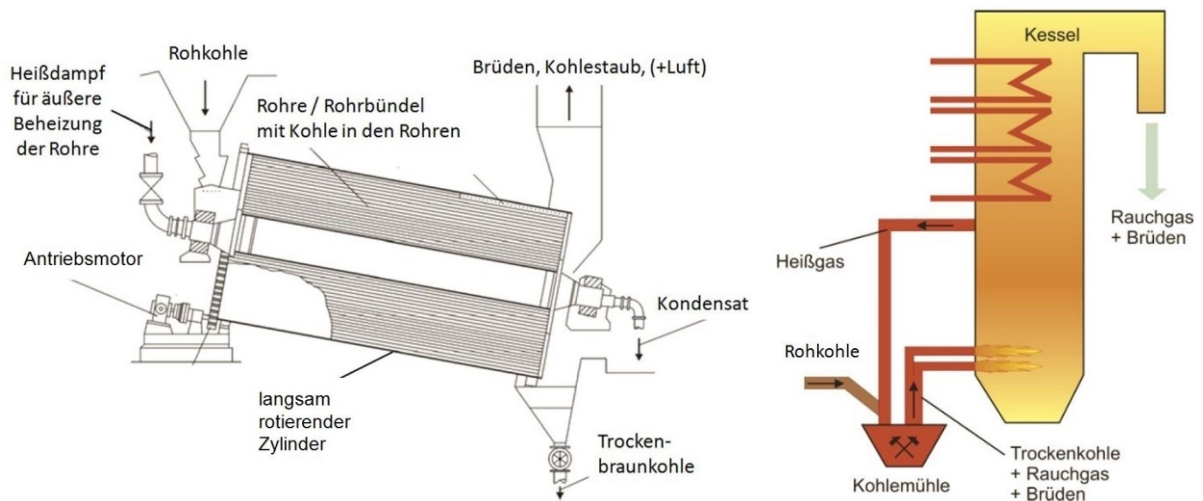 Rohkohle
Heißdampf
für äußere
Beheizung
der Rohre
Rohre / Rohrbündel
mit Kohle in den Rohren
Brüden, Kohlestaub, (+Luft)
Antriebsmotor
Kondensat
langsam
rotierender
Zylinder
Trocken-
braunkohle
Kessel
Rauchgas
+ Brüden
Heißgas
Rohkohle
Kohlemühle
Trockenkohle
+ Rauchgas
+ Brüden